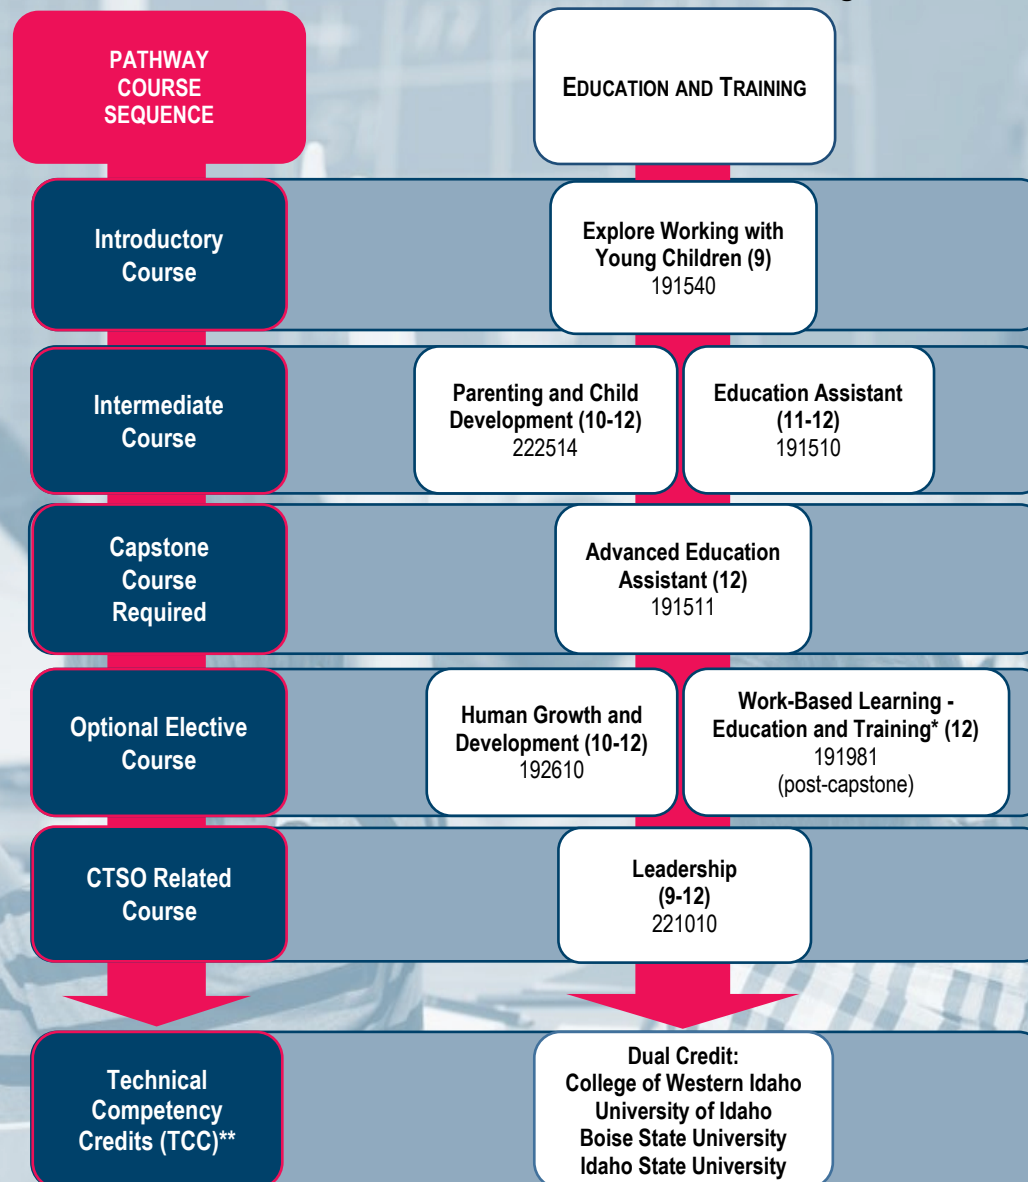 PATHWAY
COURSE
SEQUENCE
EDUCATION AND TRAINING
Introductory
Course
Explore Working with
Young Children (9)
191540
Intermediate
Course
Parenting and Child
Development (10-12)
222514
Education Assistant
(11-12)
191510
Capstone
Course
Required
Advanced Education
Assistant (12)
191511
Optional Elective
Course
Human Growth and
Development (10-12)
192610
Work-Based Learning -
Education and Training* (12)
191981
(post-capstone)
CTSO Related
Course
Leadership
(9-12)
221010
Technical
Competency
Credits (TCC)**
Dual Credit:
College of Western Idaho
University of Idaho
Boise State University
Idaho State University